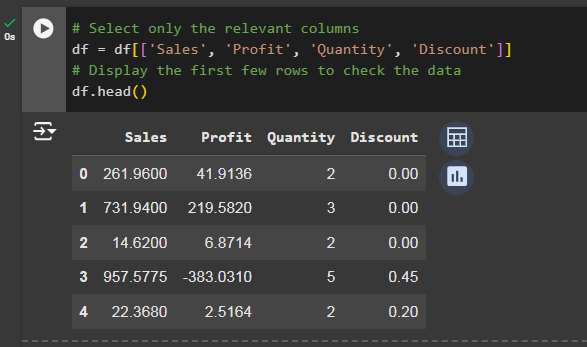 # Select only the relevant columns
df = df[['Sales', 'Profit', 'Quantity', 'Discount']]
# Display the first few rows to check the data
df.head()
0s
Sales Profit Quantity Discount
0 261.9600 41.9136 2 0.00
1 731.9400 219.5820 3 0.00
2 14.6200 6.8714 2 0.00
3 957.5775 -383.0310 5 0.45
4 22.3680 2.5164 2 0.20